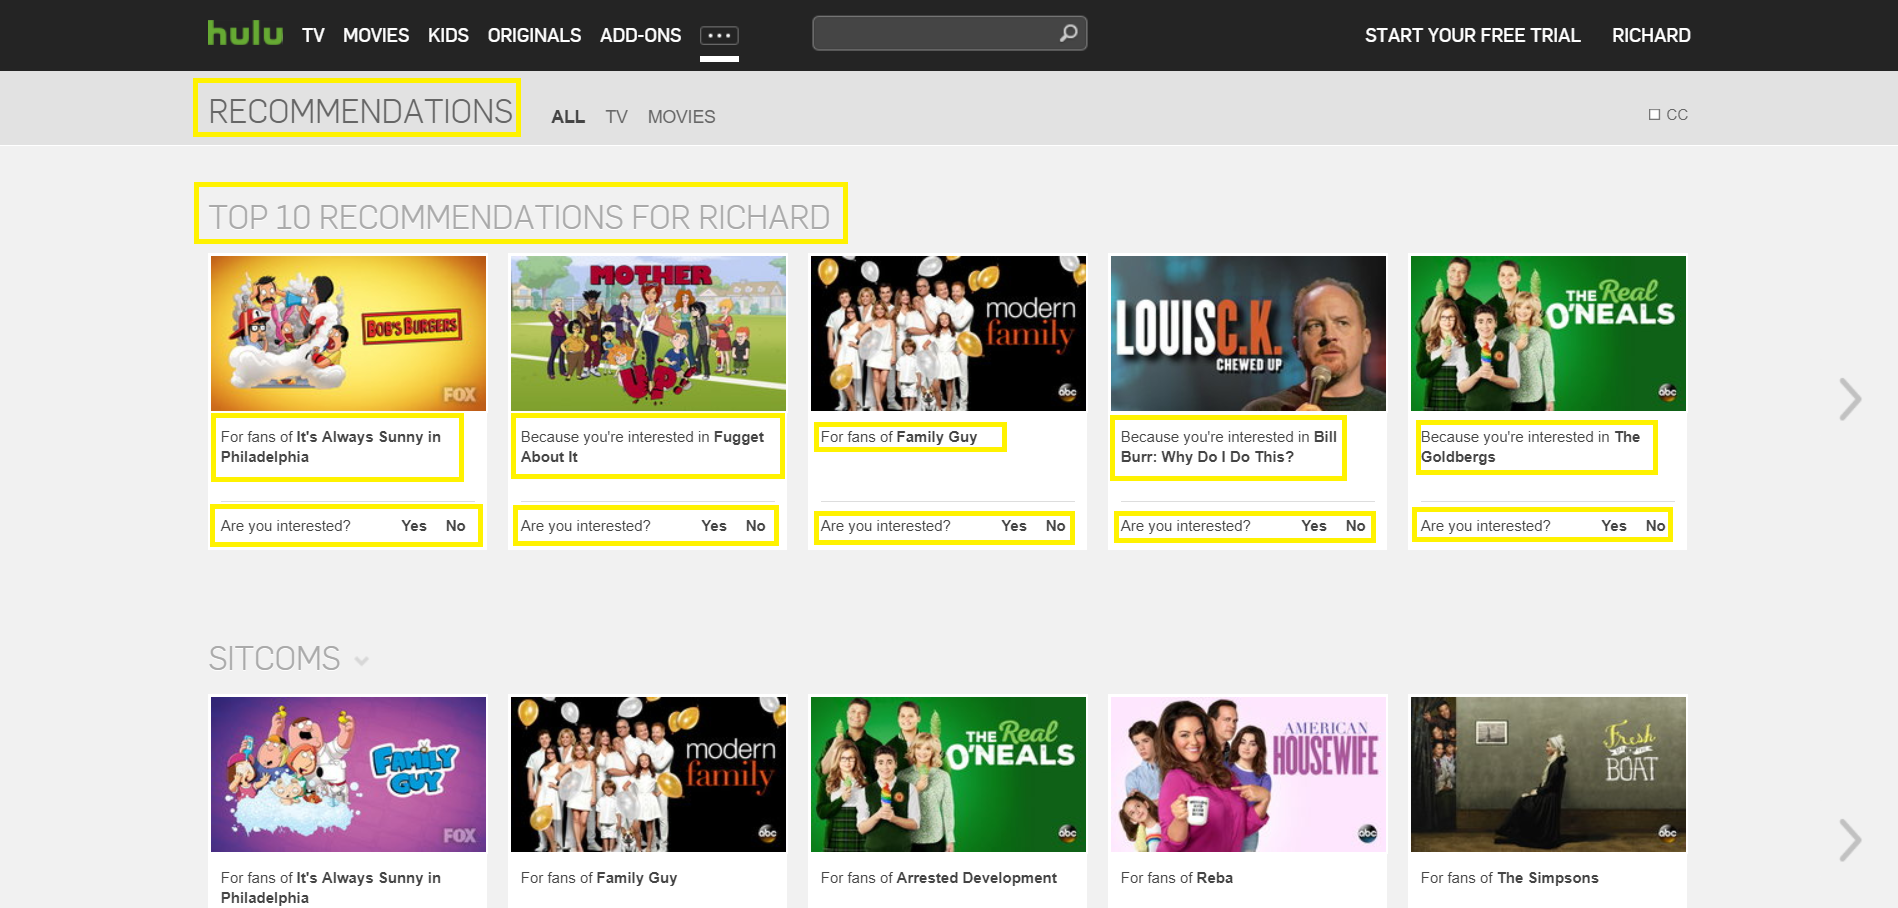 hulu TV MOVIES KIDS ORIGINALS ADD-ONS START YOUR FREE TRIAL RICHARD
RECOMMENDATIONS ALL TV MOVIES CC
TOP 10 RECOMMENDATIONS FOR RICHARD
BOB'S BURGERS
FOX
MOTHER
UP!
modern
family
abc
LOUIS C.K.
CHEWED UP
THE Real
O'NEALS
abc
For fans of It's Always Sunny in
Philadelphia
Are you interested? Yes No
Because you're interested in Fugget
About It
Are you interested? Yes No
For fans of Family Guy
Are you interested? Yes No
Because you're interested in Bill
Burr: Why Do I Do This?
Are you interested? Yes No
Because you're interested in The
Goldbergs
Are you interested? Yes No
SITCOMS
FAMILY
GUY
FOX
modern
family
abc
THE Real
O'NEALS
abc
AMERICAN
HOUSEWIFE
abc
Fresh
OFF THE
BOAT
abc
For fans of It's Always Sunny in
Philadelphia
For fans of Family Guy
For fans of Arrested Development
For fans of Reba
For fans of The Simpsons